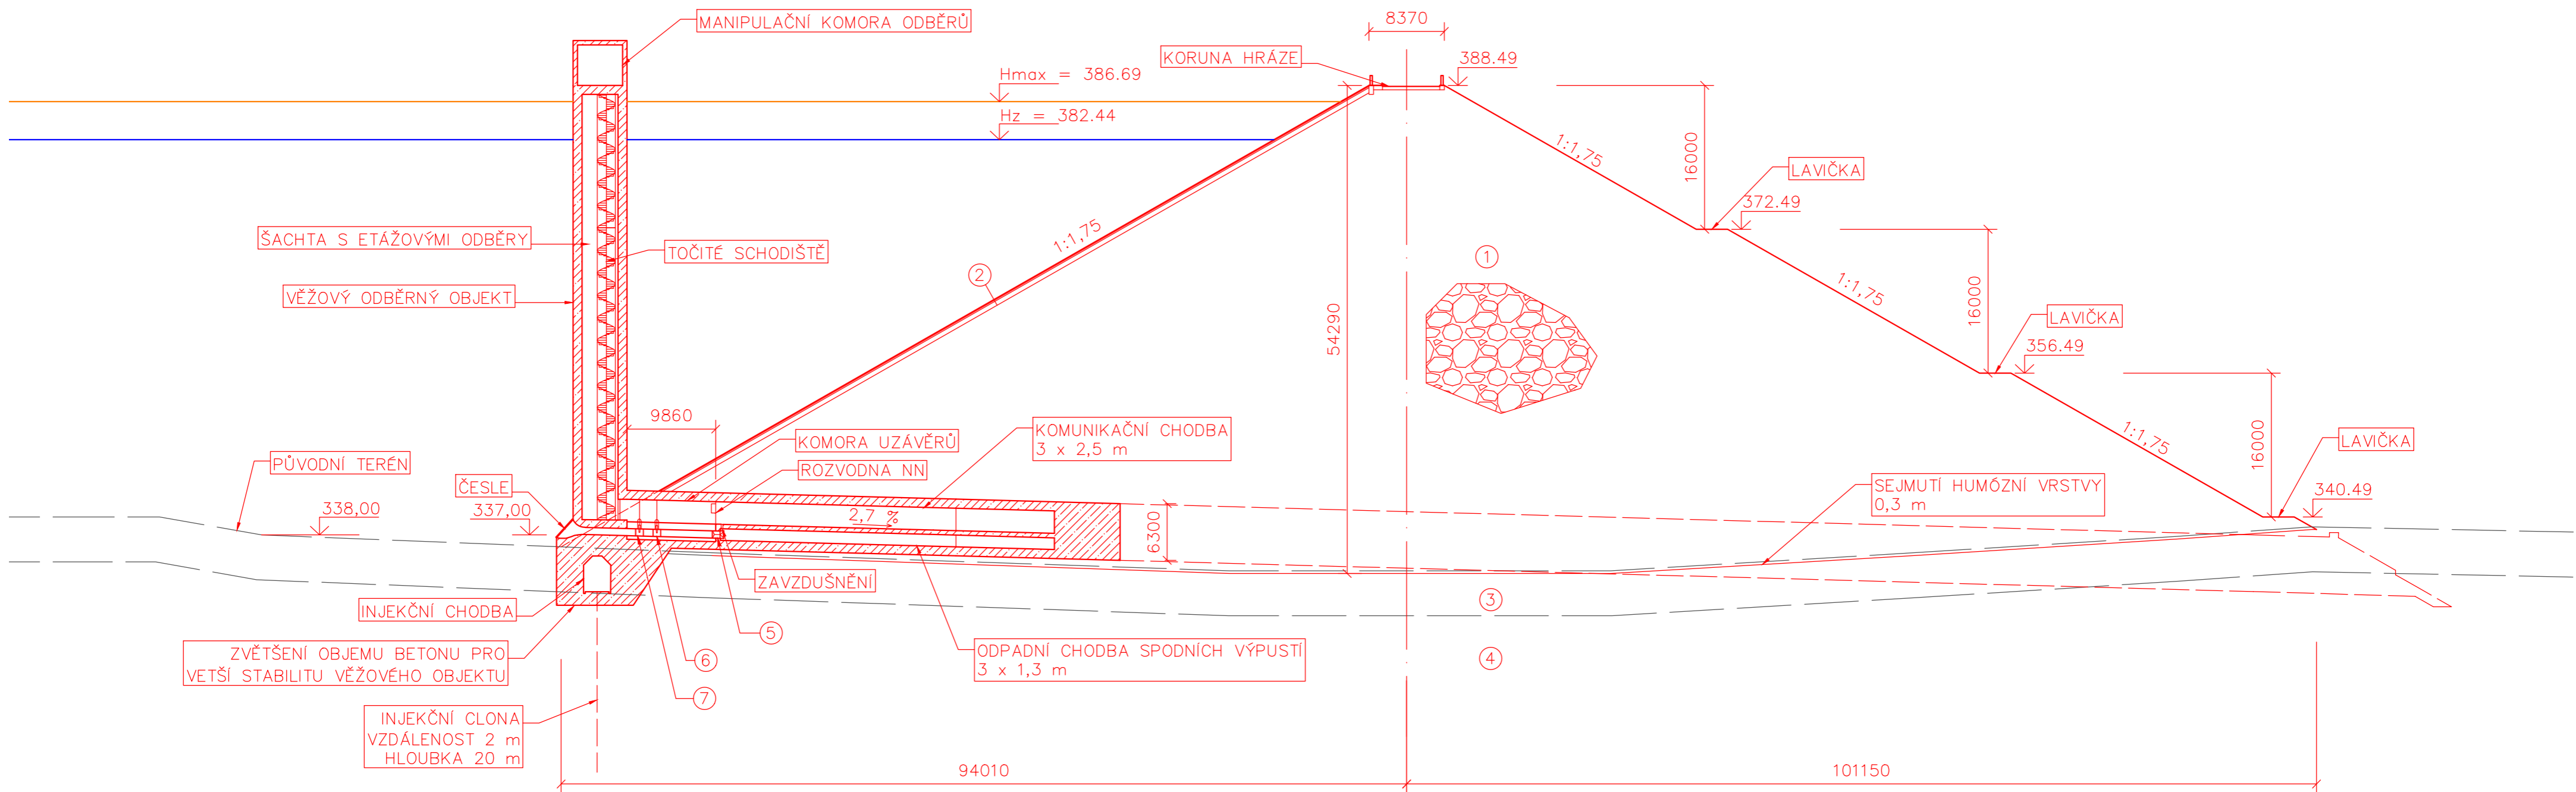 MANIPULAČNÍ KOMORA ODBĚRŮ
8370
KORUNA HRÁZE
388.49
Hmax = 386.69
Hz = 382.44
1:1,75
16000
LAVIČKA
372.49
ŠACHTA S ETÁŽOVÝMI ODBĚRY
TOČITÉ SCHODIŠTĚ
1:1,75
2
1
VĚŽOVÝ ODBĚRNÝ OBJEKT
1:1,75
16000
LAVIČKA
356.49
54290
9860
KOMORA UZÁVĚRŮ
KOMUNIKAČNÍ CHODBA
3 x 2,5 m
1:1,75
16000
LAVIČKA
PŮVODNÍ TERÉN
ROZVODNA NN
ČESLE
SEJMUTÍ HUMÓZNÍ VRSTVY
0,3 m
340.49
338,00
337,00
2,7 %
6300
ZAVZDUŠNĚNÍ
INJEKČNÍ CHODBA
3
5
ZVĚTŠENÍ OBJEMU BETONU PRO
VETŠÍ STABILITU VĚŽOVÉHO OBJEKTU
6
ODPADNÍ CHODBA SPODNÍCH VÝPUSTÍ
3 x 1,3 m
4
7
INJEKČNÍ CLONA
VZDÁLENOST 2 m
HLOUBKA 20 m
94010
101150